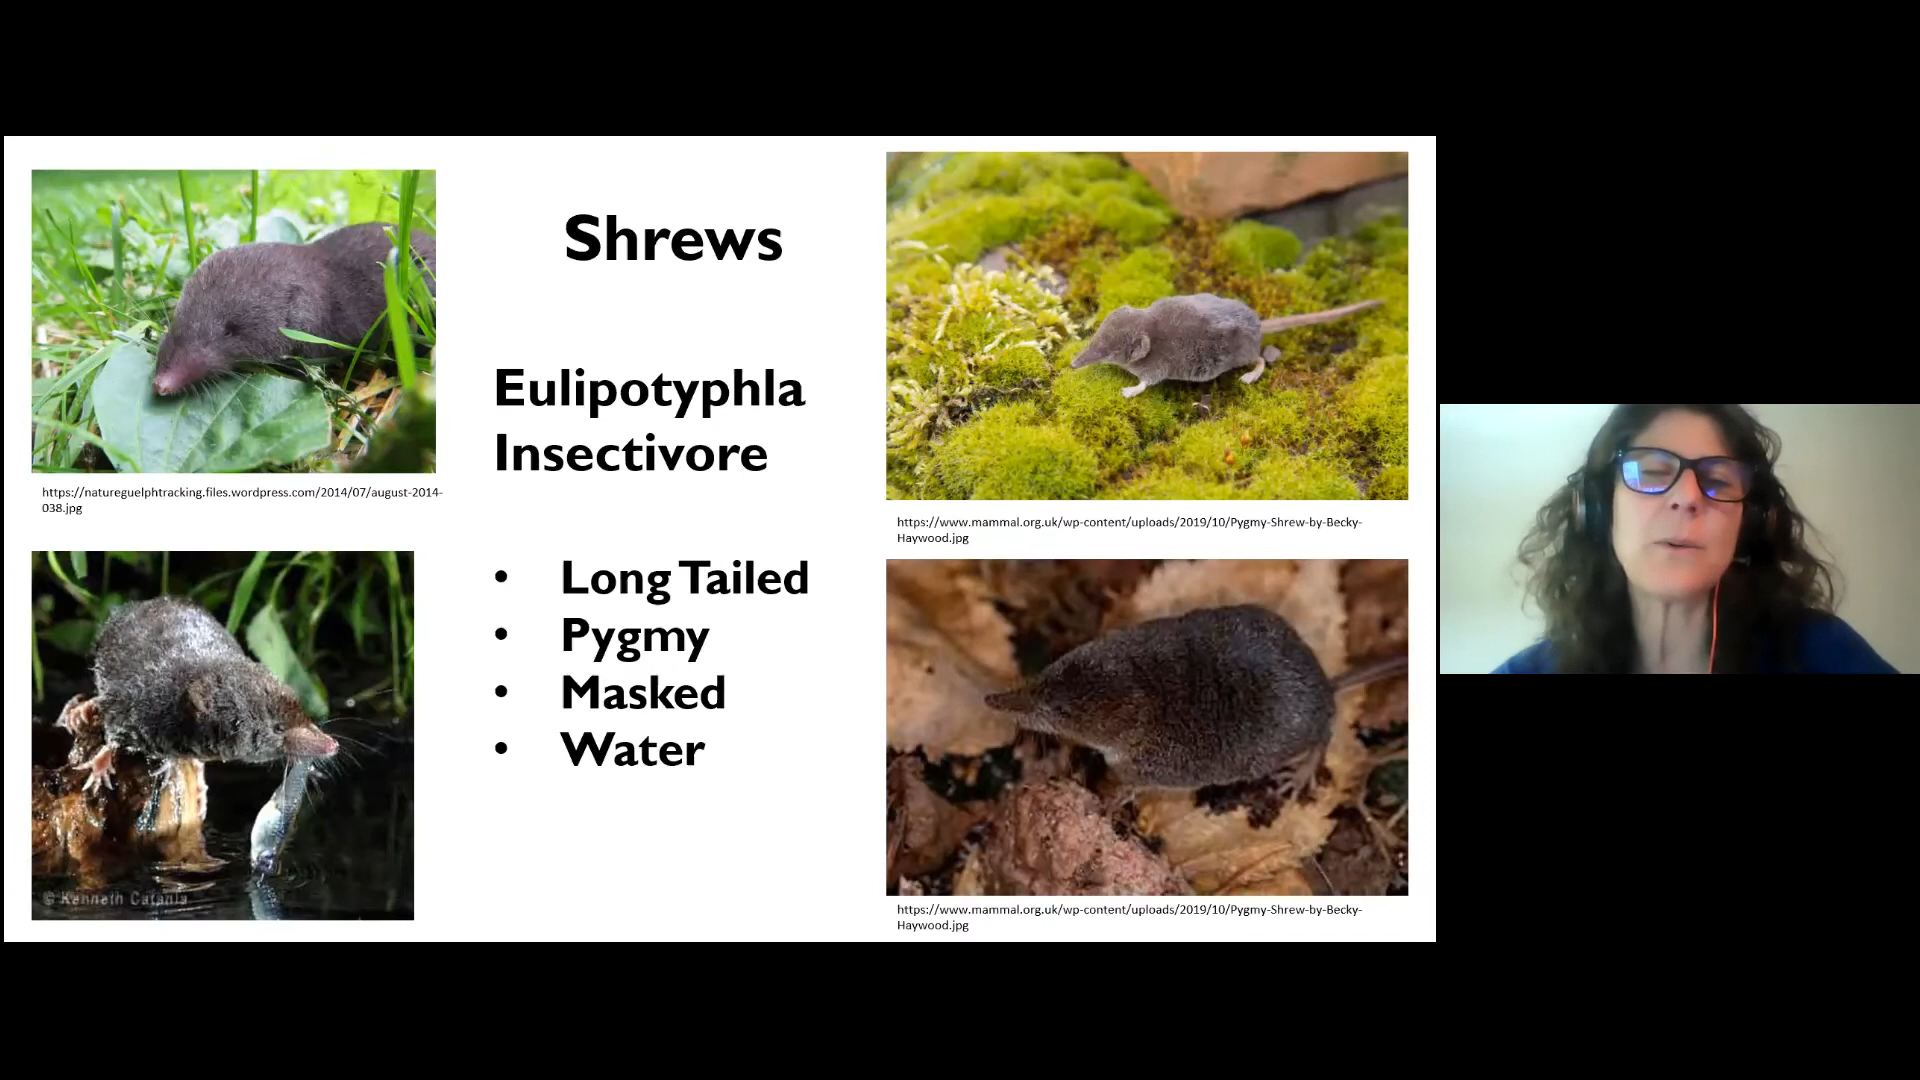 Shrews
Eulipotyphla
Insectivore
• Long Tailed
• Pygmy
• Masked
• Water
https://natureguelphtracking.files.wordpress.com/2014/07/august-2014-
038.jpg
© Kenneth Catania
https://www.mammal.org.uk/wp-content/uploads/2019/10/Pygmy-Shrew-by-Becky-
Haywood.jpg
https://www.mammal.org.uk/wp-content/uploads/2019/10/Pygmy-Shrew-by-Becky-
Haywood.jpg